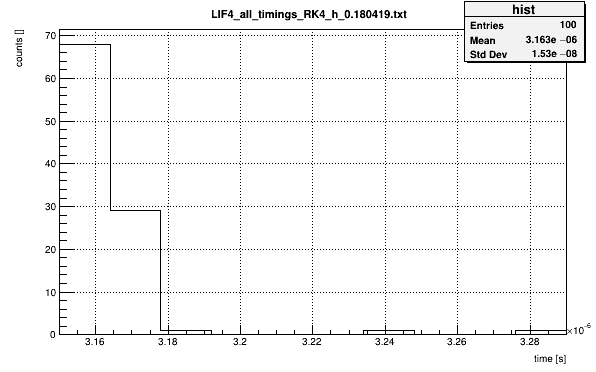 LIF4_all_timings_RK4_h_0.180419.txt
hist
Entries 100
Mean 3.163e −06
Std Dev 1.53e −08
counts []
70
60
50
40
30
20
10
0
3.16 3.18 3.2 3.22 3.24 3.26 3.28
×10−6
time [s]